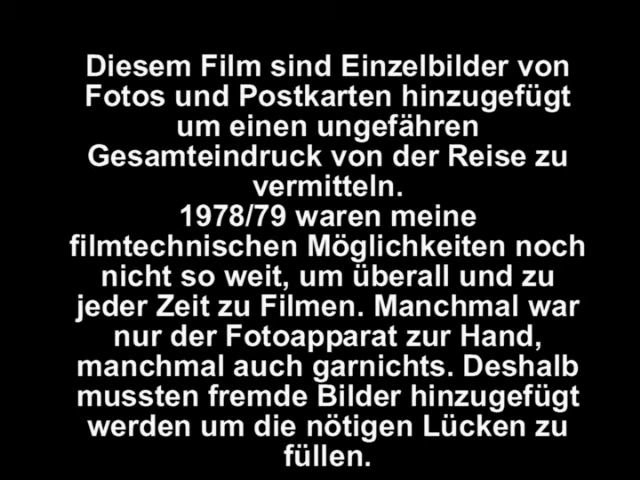 Diesem Film sind Einzelbilder von
Fotos und Postkarten hinzugefügt
um einen ungefähren
Gesamteindruck von der Reise zu
vermitteln.
1978/79 waren meine
filmtechnischen Möglichkeiten noch
nicht so weit, um überall und zu
jeder Zeit zu Filmen. Manchmal war
nur der Fotoapparat zur Hand,
manchmal auch garnichts. Deshalb
mussten fremde Bilder hinzugefügt
werden um die nötigen Lücken zu
füllen.